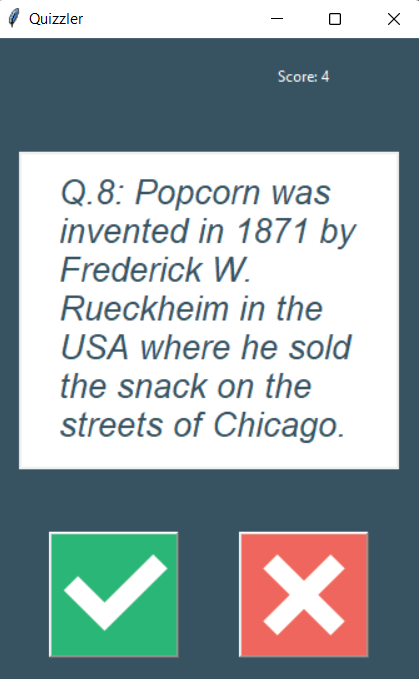 Quizzler
Score: 4
Q.8: Popcorn was
invented in 1871 by
Frederick W.
Rueckheim in the
USA where he sold
the snack on the
streets of Chicago.